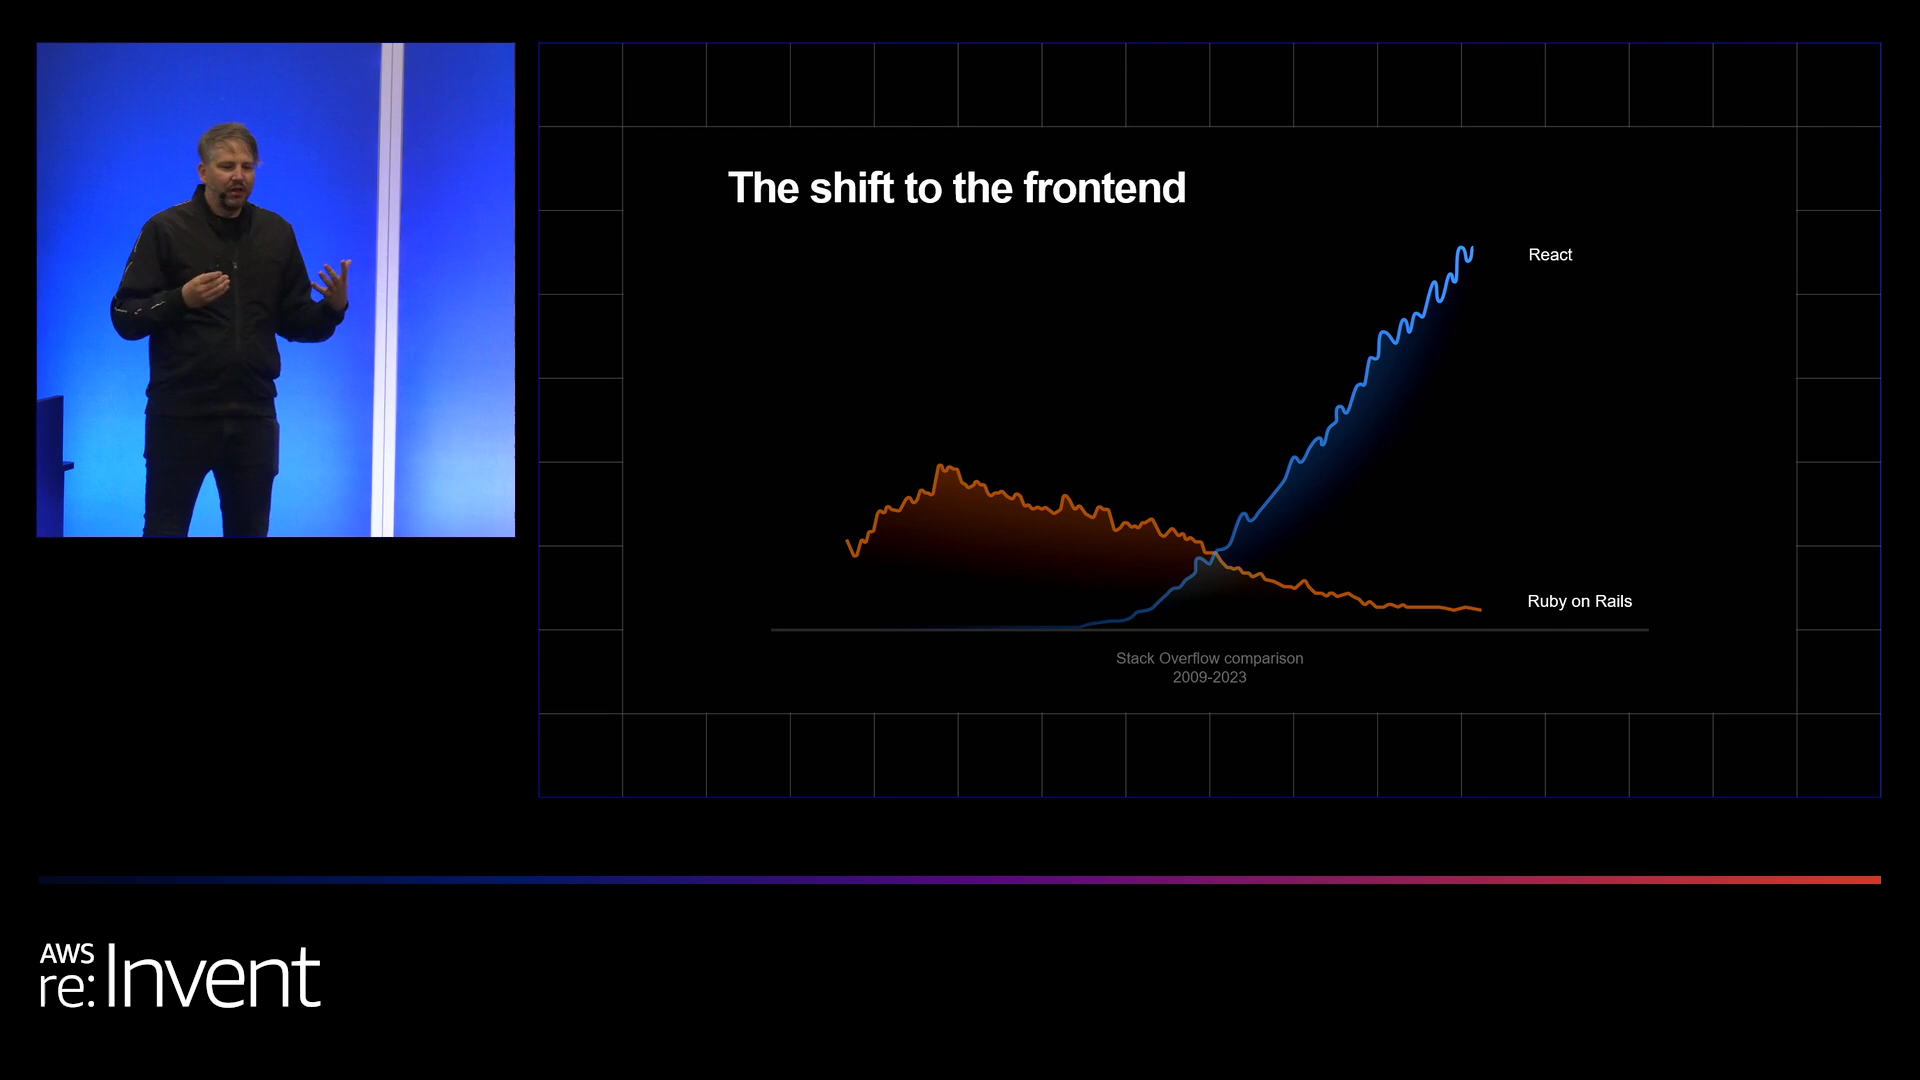 The shift to the frontend
React
Ruby on Rails
Stack Overflow comparison
2009-2023
AWS
re:Invent